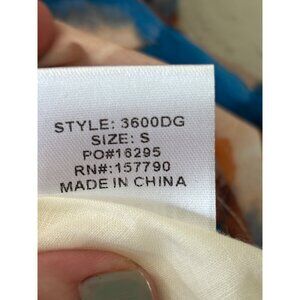 STYLE: 3600DG
SIZE: S
PO#16295
RN#:157790
MADE IN CHINA